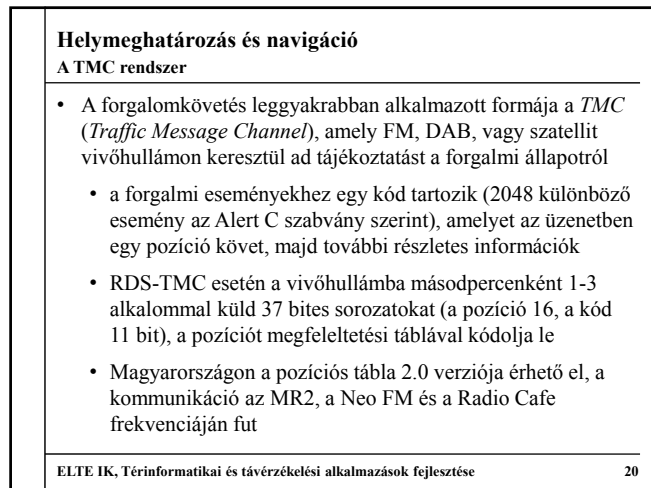 Helymeghatározás és navigáció
A TMC rendszer
• A forgalomkövetés leggyakrabban alkalmazott formája a TMC
(Traffic Message Channel), amely FM, DAB, vagy szatellit
vivőhullámon keresztül ad tájékoztatást a forgalmi állapotról
• a forgalmi eseményekhez egy kód tartozik (2048 különböző
esemény az Alert C szabvány szerint), amelyet az üzenetben
egy pozíció követ, majd további részletes információk
• RDS-TMC esetén a vivőhullámba másodpercenként 1-3
alkalommal küld 37 bites sorozatokat (a pozíció 16, a kód
11 bit), a pozíciót megfeleltetési táblával kódolja le
• Magyarországon a pozíciós tábla 2.0 verziója érhető el, a
kommunikáció az MR2, a Neo FM és a Radio Cafe
frekvenciáján fut
ELTE IK, Térinformatikai és távérzékelési alkalmazások fejlesztése 20